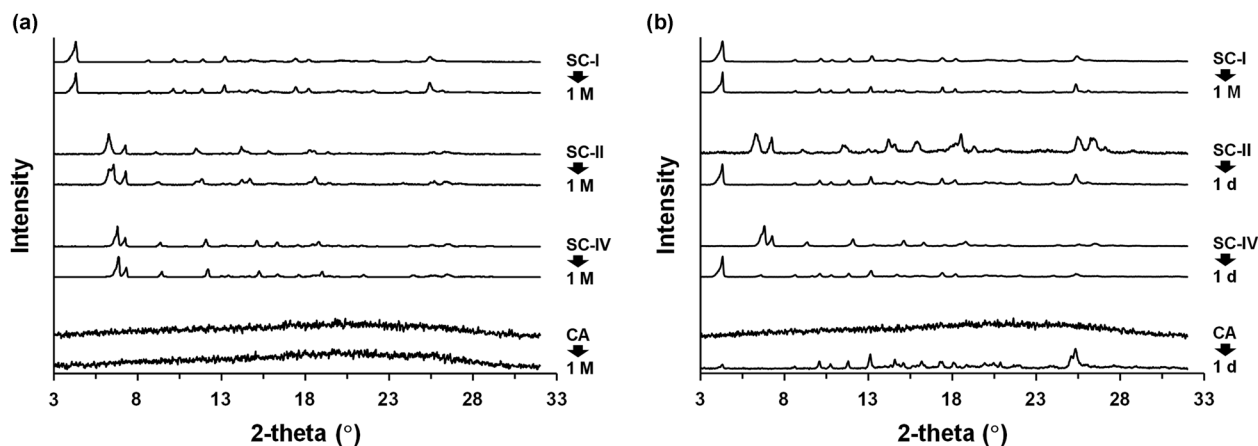 (a)
Intensity
SC-I
1 M
SC-II
1 M
SC-IV
1 M
CA
1 M
3 8 13 18 23 28 33
2-theta (°)
(b)
Intensity
SC-I
1 M
SC-II
1 d
SC-IV
1 d
CA
1 d
3 8 13 18 23 28 33
2-theta (°)